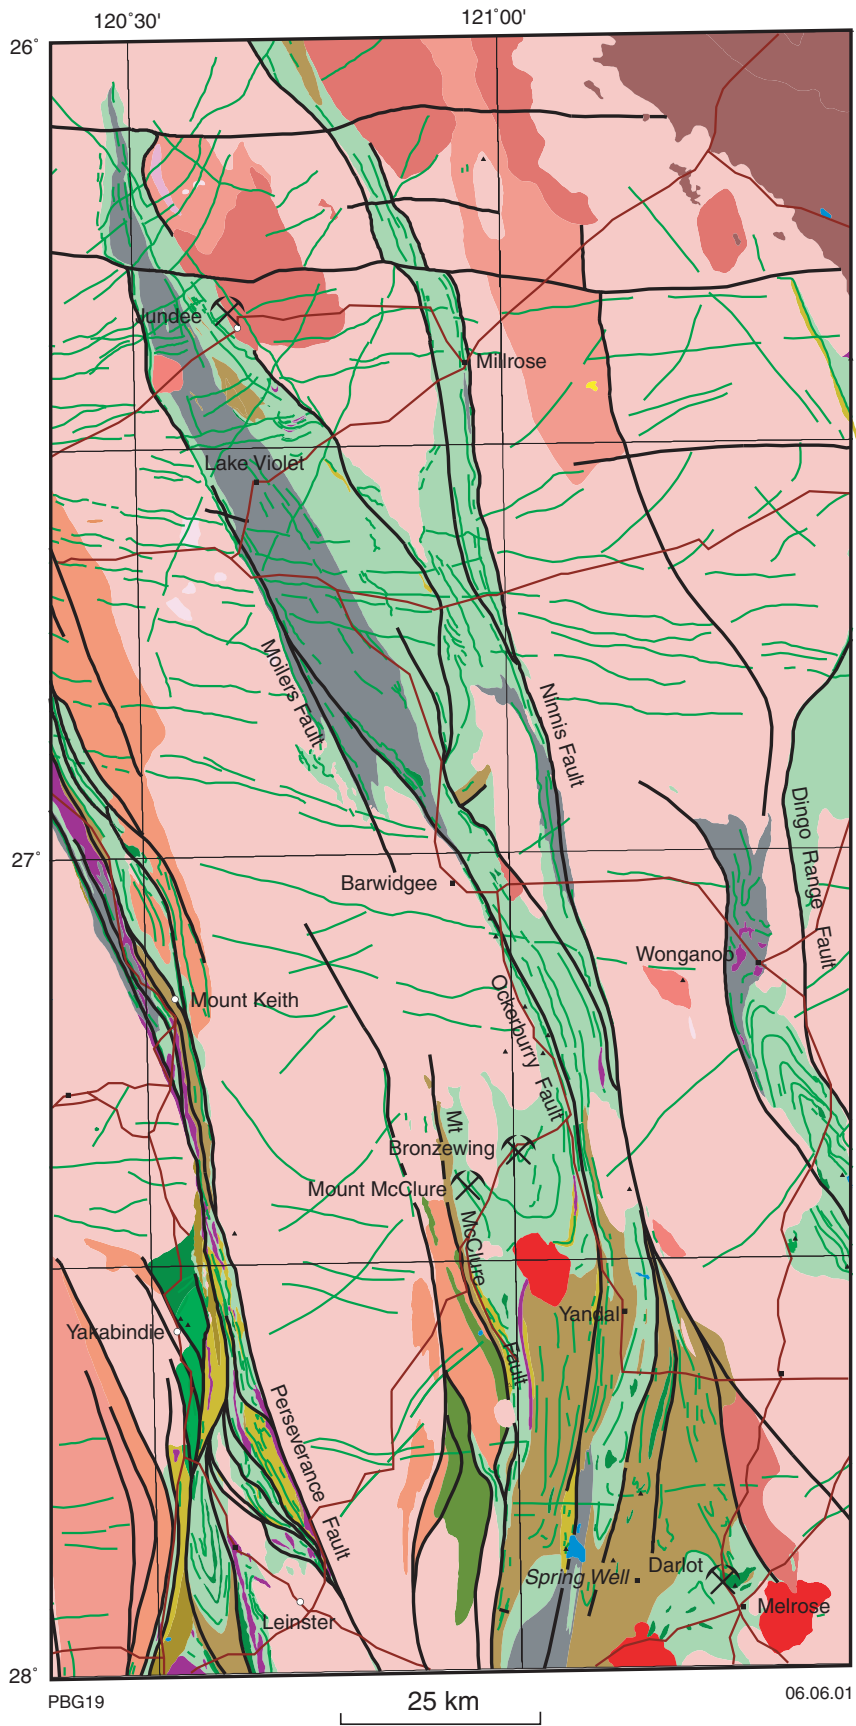 120°30' 121°00'
26°
Jundee
Millrose
Lake Violet
Moilers Fault
NInnis Fault
Dingo Range Fault
27°
Barwidgee
Wonganoo
Mount Keith
Ockerburry Fault
Mt McClure Fault
Bronzewing
Mount McClure
Yandal
Yakabindie
Perseverance Fault
Spring Well
Darlot
Melrose
Leinster
28°
PBG19
25 km
06.06.01